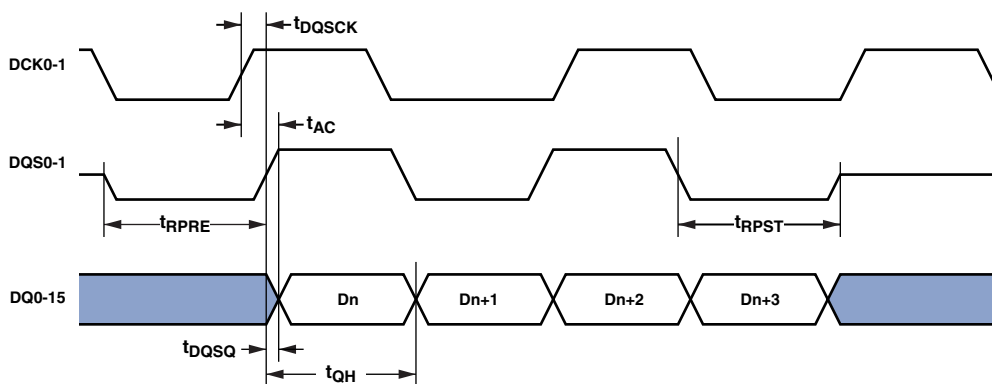 tDQSCK
DCK0-1
tAC
DQS0-1
tRPRE
tRPST
DQ0-15
Dn
Dn+1
Dn+2
Dn+3
tDQSQ
tQH